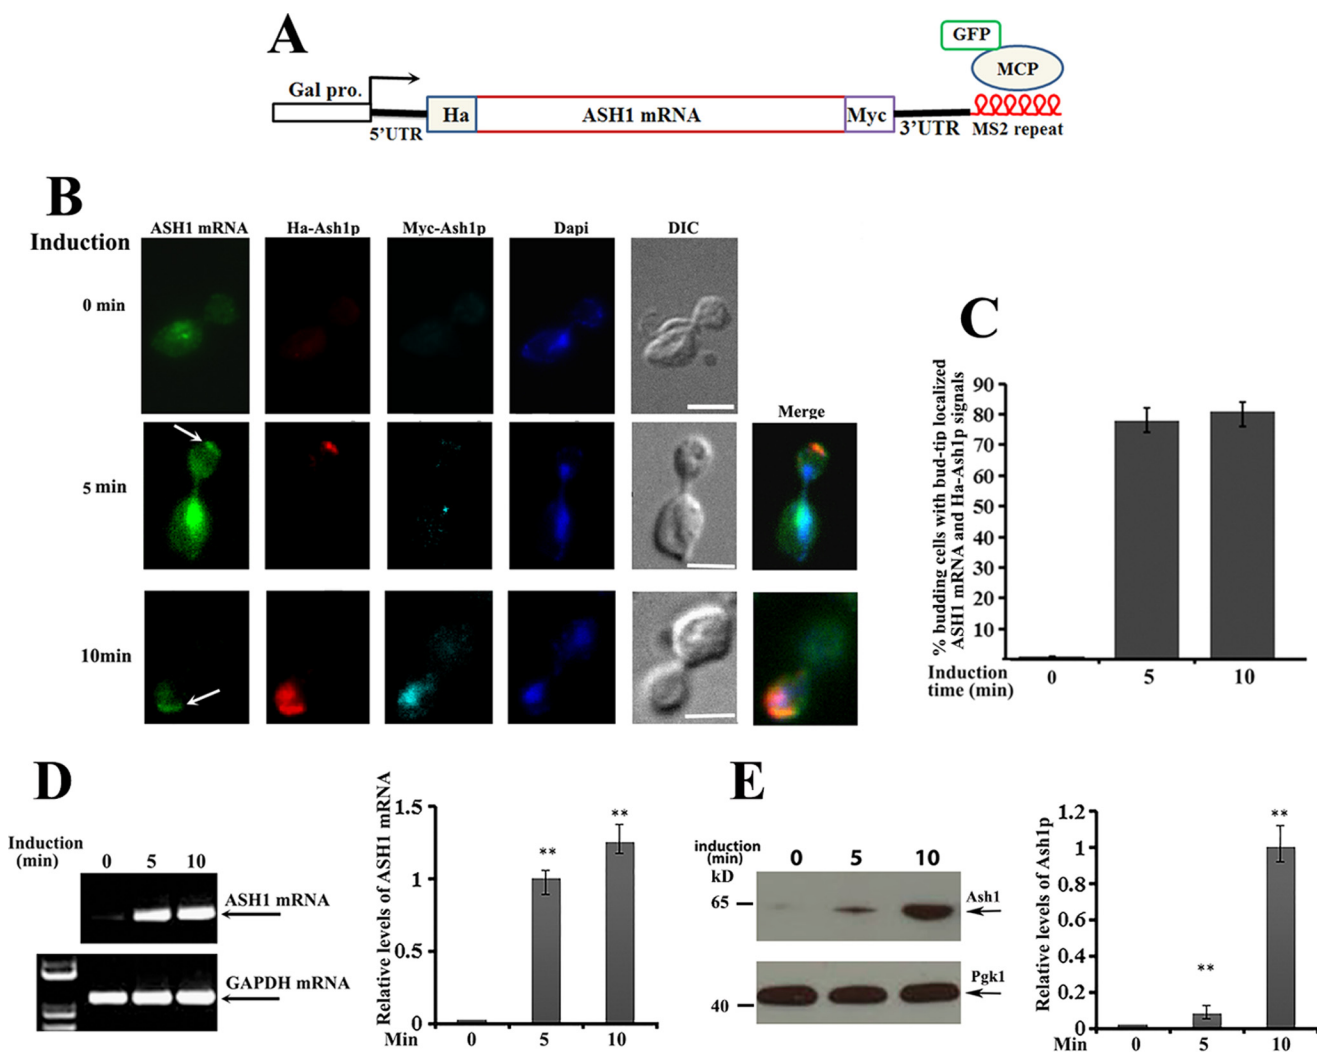 A
GFP
MCP
Gal pro.
Ha
ASH1 mRNA
Myc
5'UTR
3'UTR
MS2 repeat
B
Induction
ASH1 mRNA
Ha-Ash1p
Myc-Ash1p
Dapi
DIC
0 min
Merge
5 min
10min
C
% budding cells with bud-tip localized
ASH1 mRNA and Ha-Ash1p signals
90
80
70
60
50
40
30
20
10
Induction
time (min)
0
5
10
D
Induction
(min)
0
5
10
ASH1 mRNA
GAPDH mRNA
Relative levels of ASH1 mRNA
1.5
1
0.5
0
**
**
Min
0
5
10
E
induction
(min)
0
5
10
kD
65
Ash1
40
Pgk1
Relative levels of Ash1p
1.2
1
0.8
0.6
0.4
0.2
0
**
**
Min
0
5
10